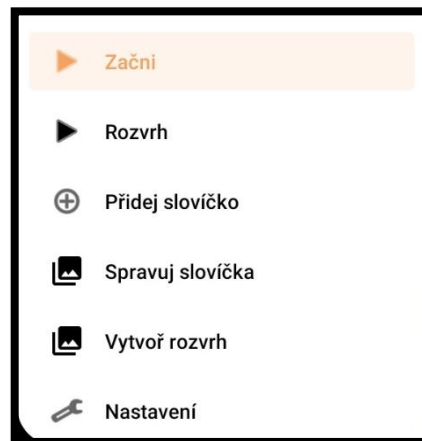 Začni
Rozvrh
Přidej slovíčko
Spravuj slovíčka
Vytvoř rozvrh
Nastavení